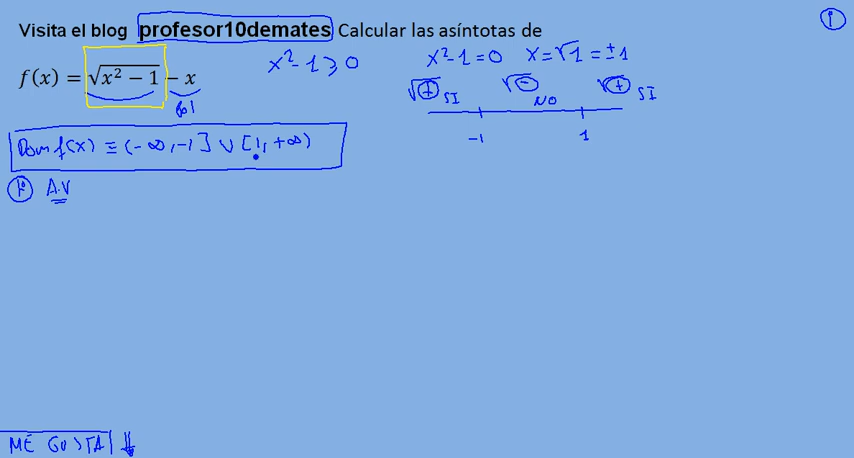 Visita el blog profesor10demates Calcular las asíntotas de
f(x) = √x² − 1 − x
x² - 1 ≥ 0
x² - 1 = 0 x = √1 = ±1
√+ SI √- NO √+ SI
-1 1
Dom f(x) ≡ (-∞, -1] ∪ [1, +∞)
1º A.V
ME GUSTA